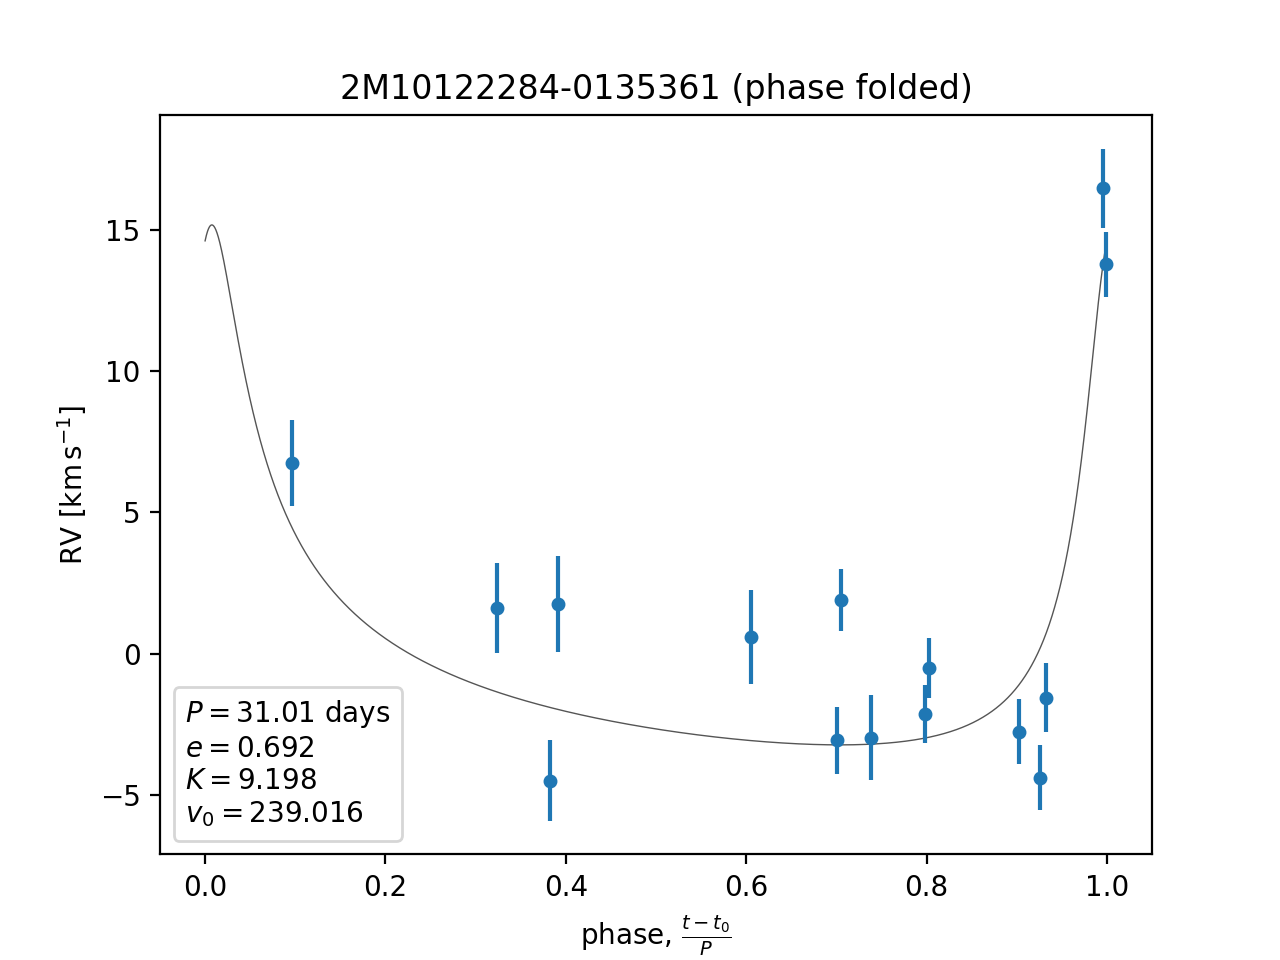 2M10122284-0135361 (phase folded)
RV [km s⁻¹]
15
10
5
0
−5
P = 31.01 days
e = 0.692
K = 9.198
v₀ = 239.016
0.0 0.2 0.4 0.6 0.8 1.0
phase, (t − t₀)/P